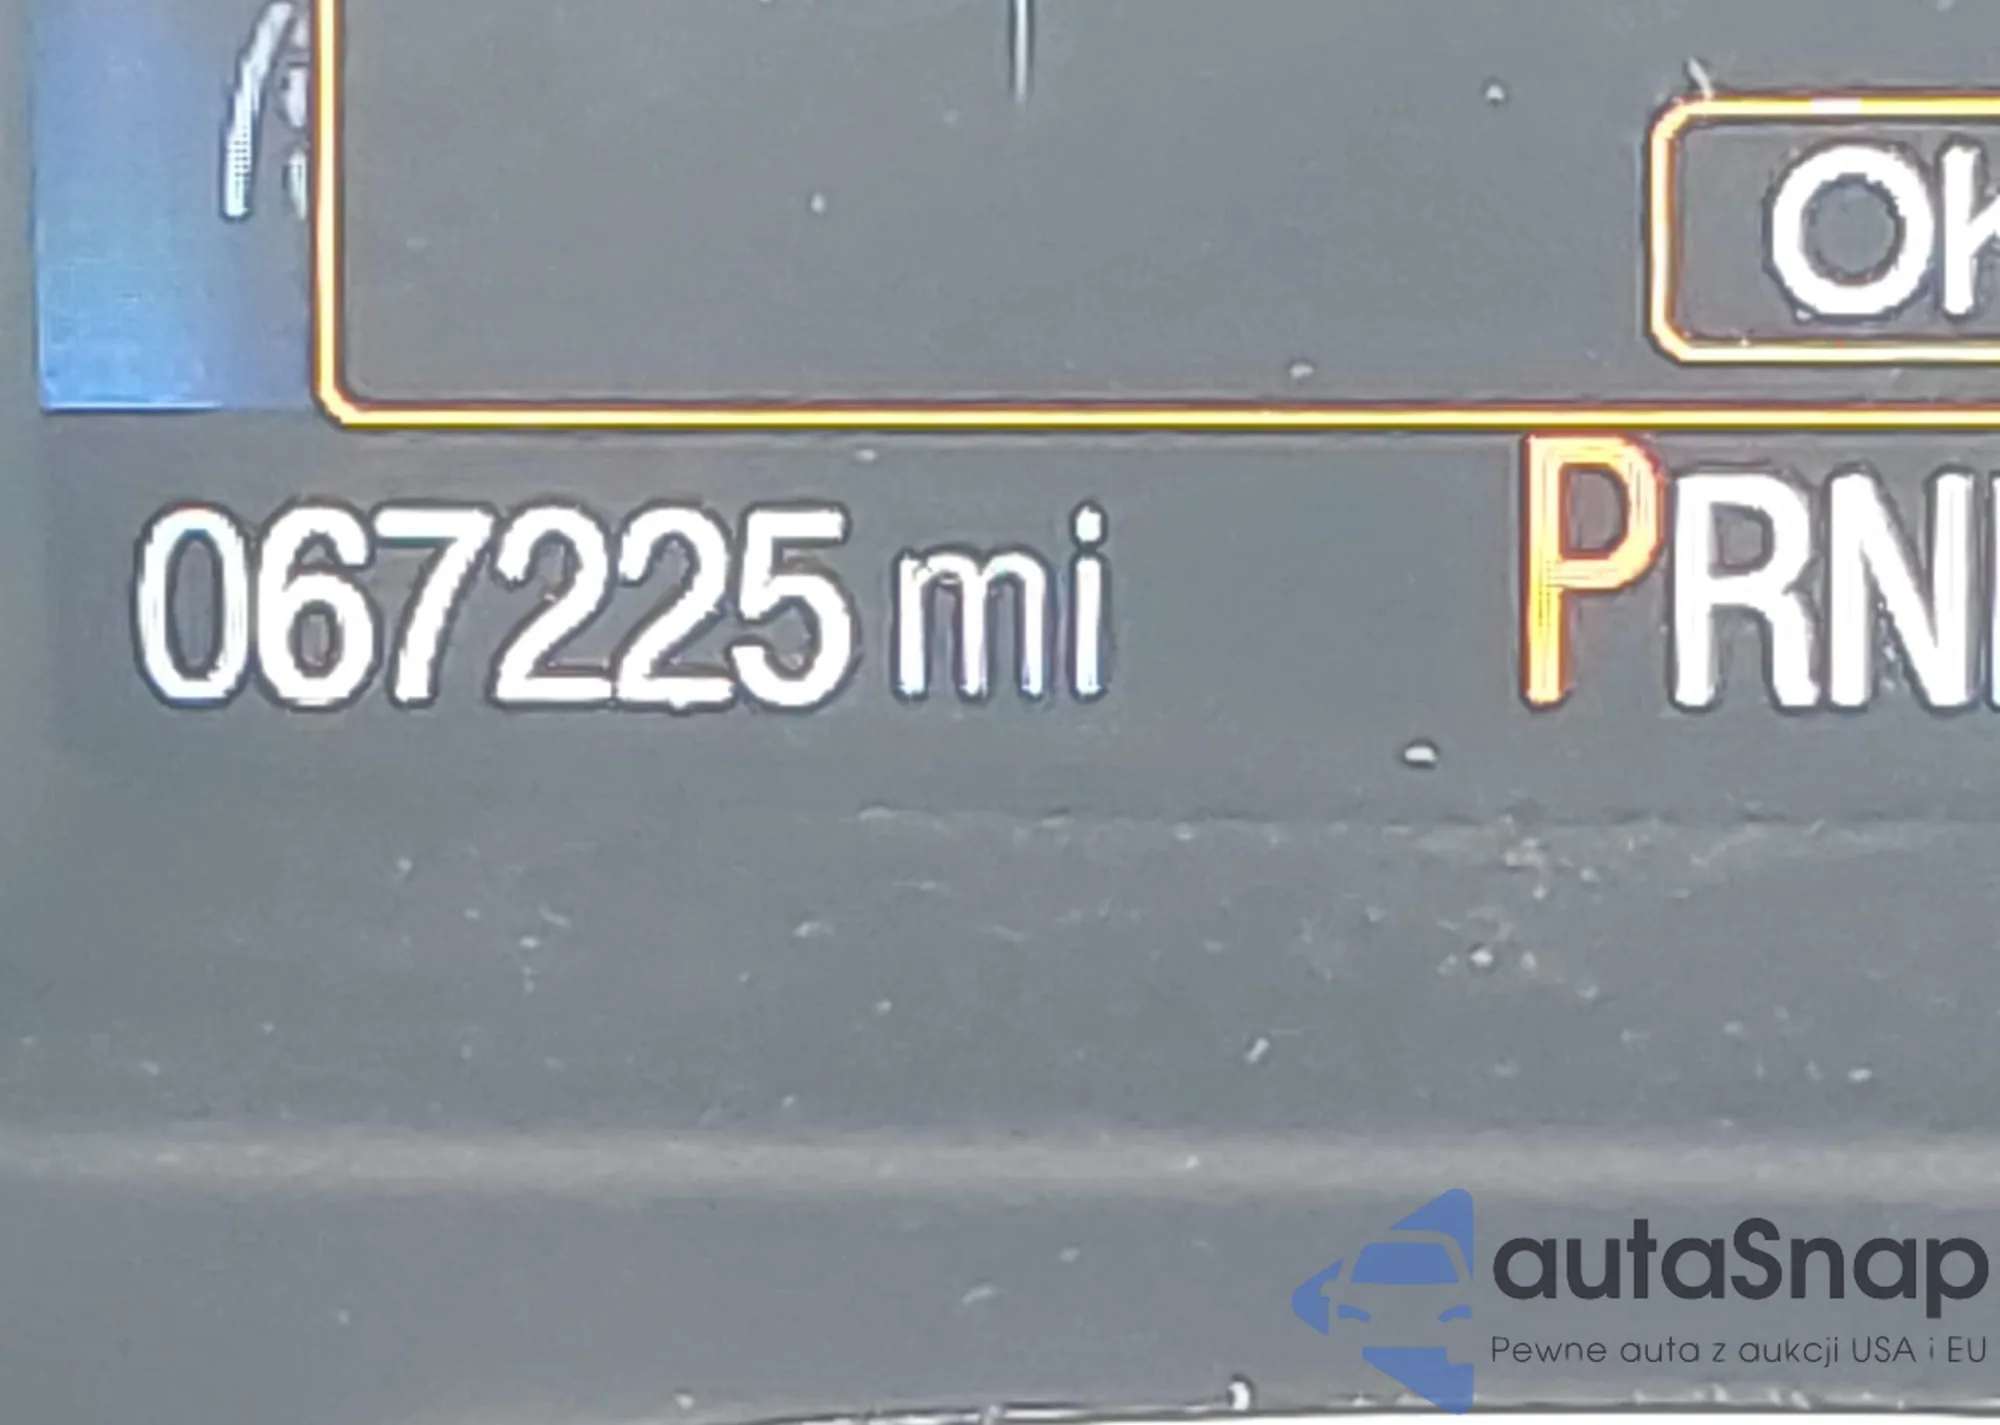 OK
067225 mi
PRN
autaSnap
Pewne auta z aukcji USA i EU